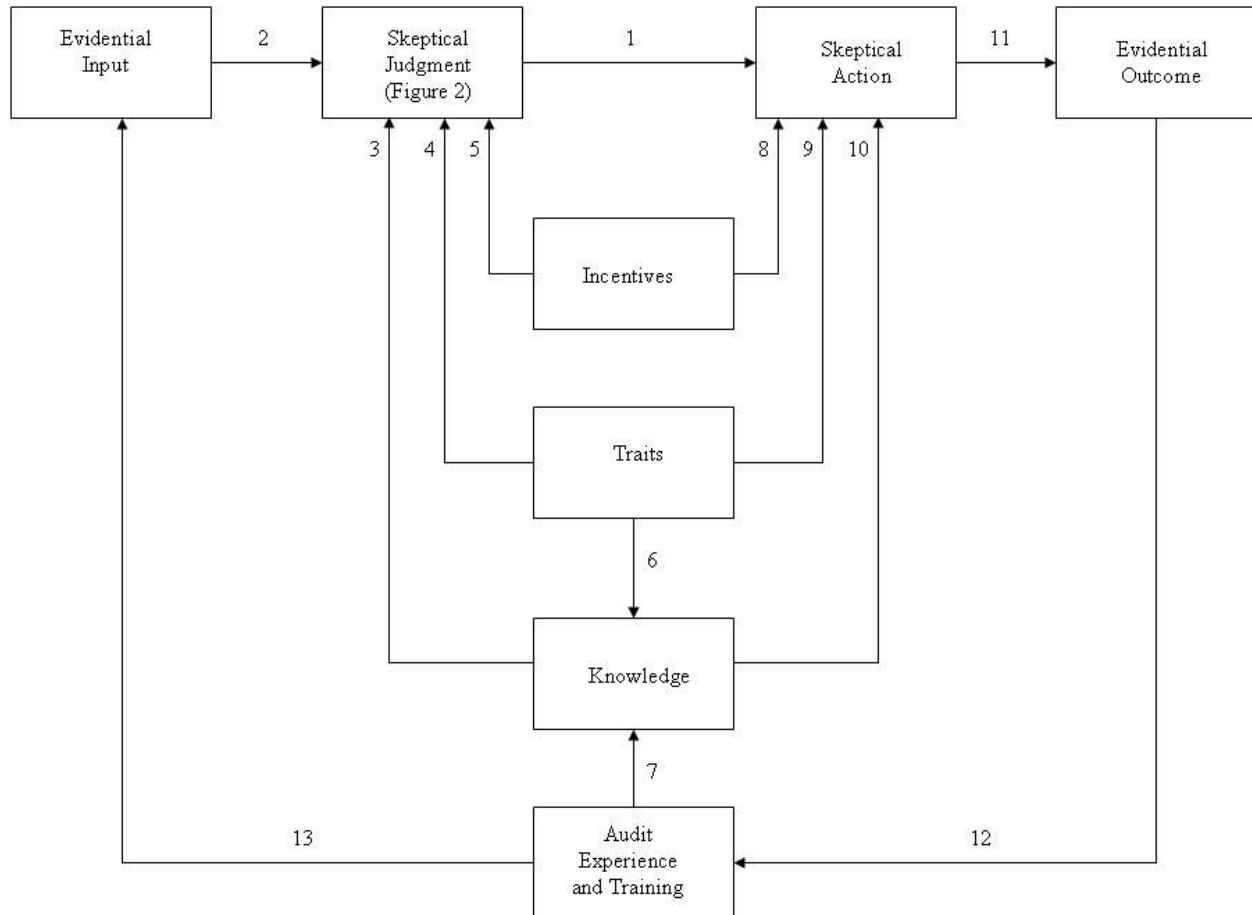 Evidential
Input
2
Skeptical
Judgment
(Figure 2)
1
Skeptical
Action
11
Evidential
Outcome
3
4
5
8
9
10
Incentives
Traits
6
Knowledge
7
13
Audit
Experience
and Training
12